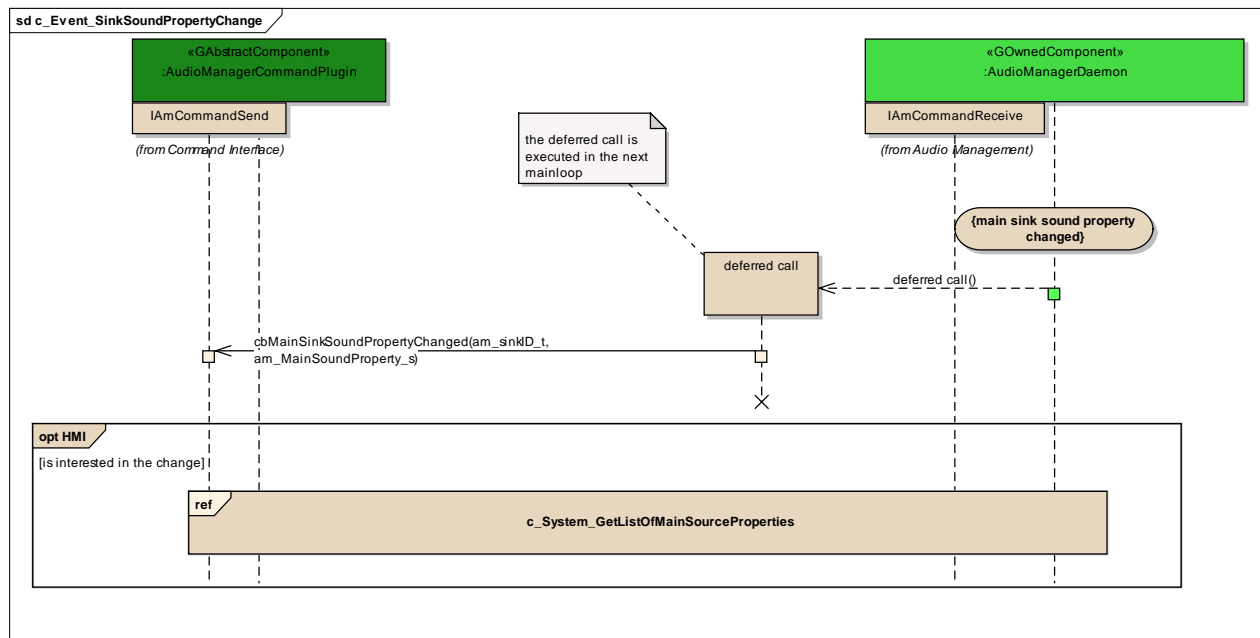 sd c_Event_SinkSoundPropertyChange
«GAbstractComponent»
:AudioManagerCommandPlugin
«GOwnedComponent»
:AudioManagerDaemon
IAmCommandSend
IAmCommandReceive
(from Command Interface)
(from Audio Management)
the deferred call is
executed in the next
mainloop
{main sink sound property
changed}
deferred call
deferred call()
cbMainSinkSoundPropertyChanged(am_sinkID_t,
am_MainSoundProperty_s)
opt HMI
[is interested in the change]
ref
c_System_GetListOfMainSourceProperties